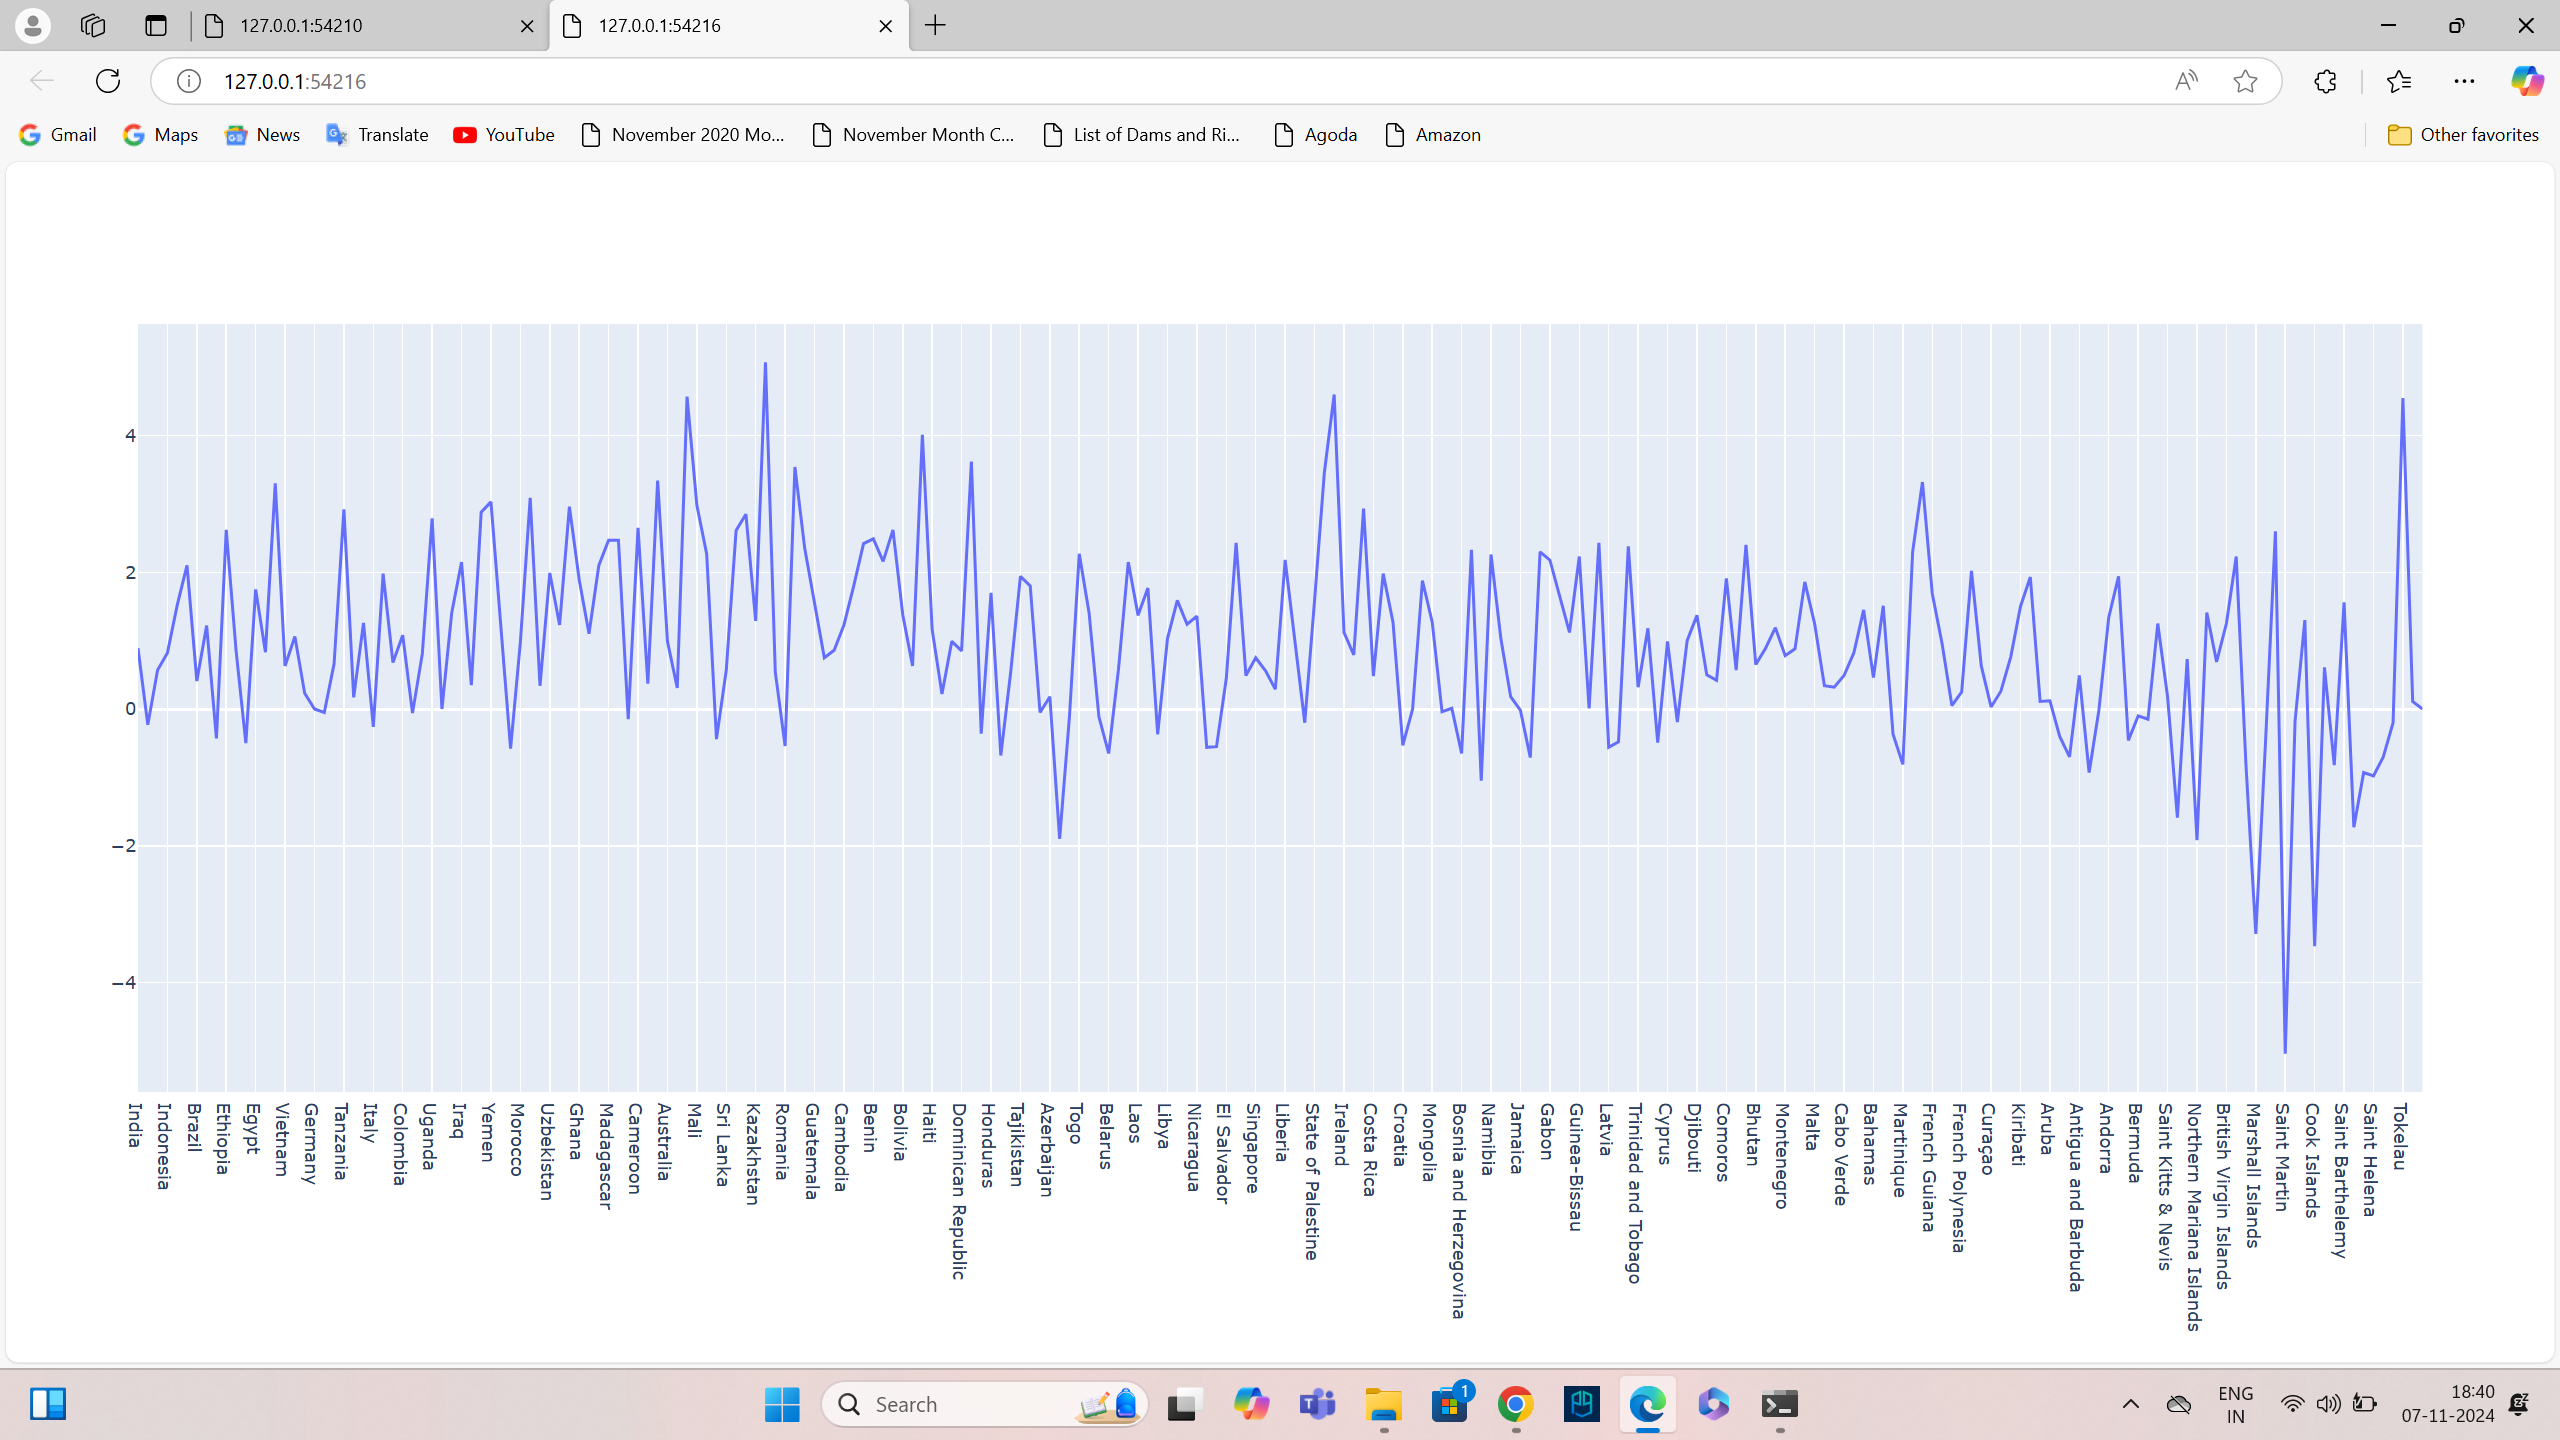 127.0.0.1:54210
127.0.0.1:54216
127.0.0.1:54216
Gmail
Maps
News
Translate
YouTube
November 2020 Mo...
November Month C...
List of Dams and Ri...
Agoda
Amazon
Other favorites
4
2
0
−2
−4
India
Indonesia
Brazil
Ethiopia
Egypt
Vietnam
Germany
Tanzania
Italy
Colombia
Uganda
Iraq
Yemen
Morocco
Uzbekistan
Ghana
Madagascar
Cameroon
Australia
Mali
Sri Lanka
Kazakhstan
Romania
Guatemala
Cambodia
Benin
Bolivia
Haiti
Dominican Republic
Honduras
Tajikistan
Azerbaijan
Togo
Belarus
Laos
Libya
Nicaragua
El Salvador
Singapore
Liberia
State of Palestine
Ireland
Costa Rica
Croatia
Mongolia
Bosnia and Herzegovina
Namibia
Jamaica
Gabon
Guinea-Bissau
Latvia
Trinidad and Tobago
Cyprus
Djibouti
Comoros
Bhutan
Montenegro
Malta
Cabo Verde
Bahamas
Martinique
French Guiana
French Polynesia
Curaçao
Kiribati
Aruba
Antigua and Barbuda
Andorra
Bermuda
Saint Kitts & Nevis
Northern Mariana Islands
British Virgin Islands
Marshall Islands
Saint Martin
Cook Islands
Saint Barthelemy
Saint Helena
Tokelau
Search
1
ENG
IN
18:40
07-11-2024